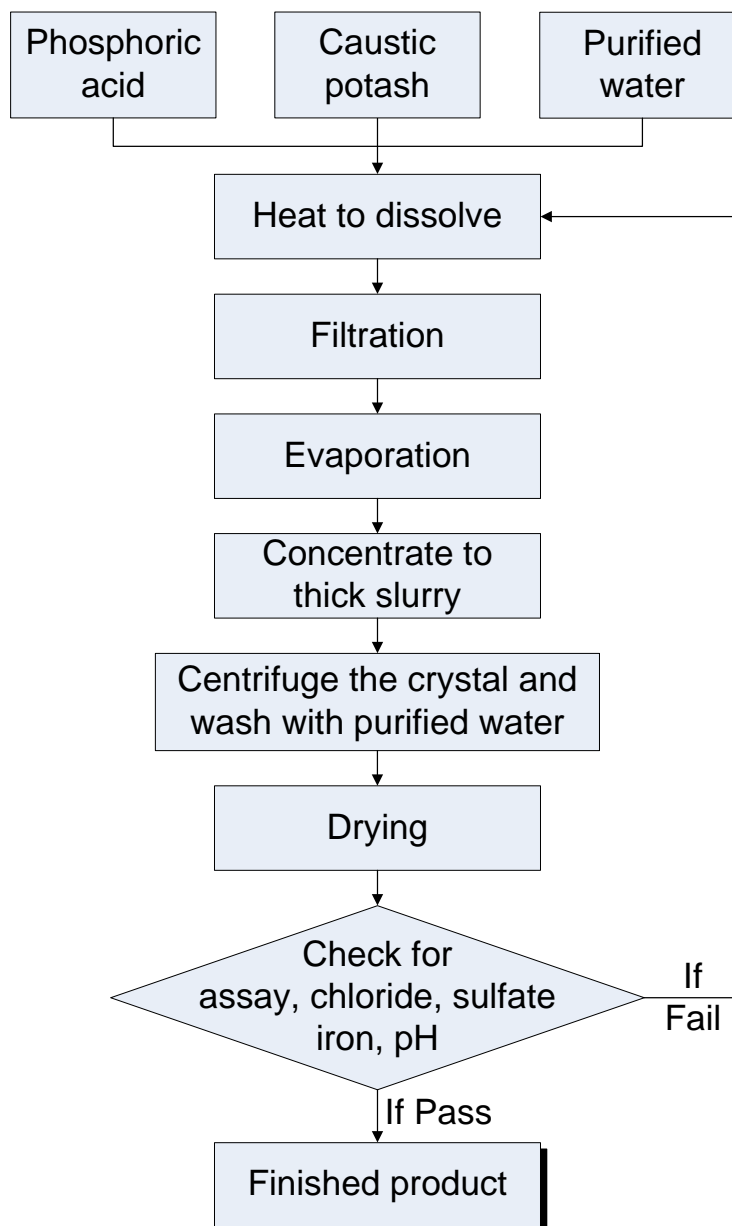 Phosphoric
acid
Caustic
potash
Purified
water
Heat to dissolve
Filtration
Evaporation
Concentrate to
thick slurry
Centrifuge the crystal and
wash with purified water
Drying
Check for
assay, chloride, sulfate
iron, pH
If
Fail
If Pass
Finished product